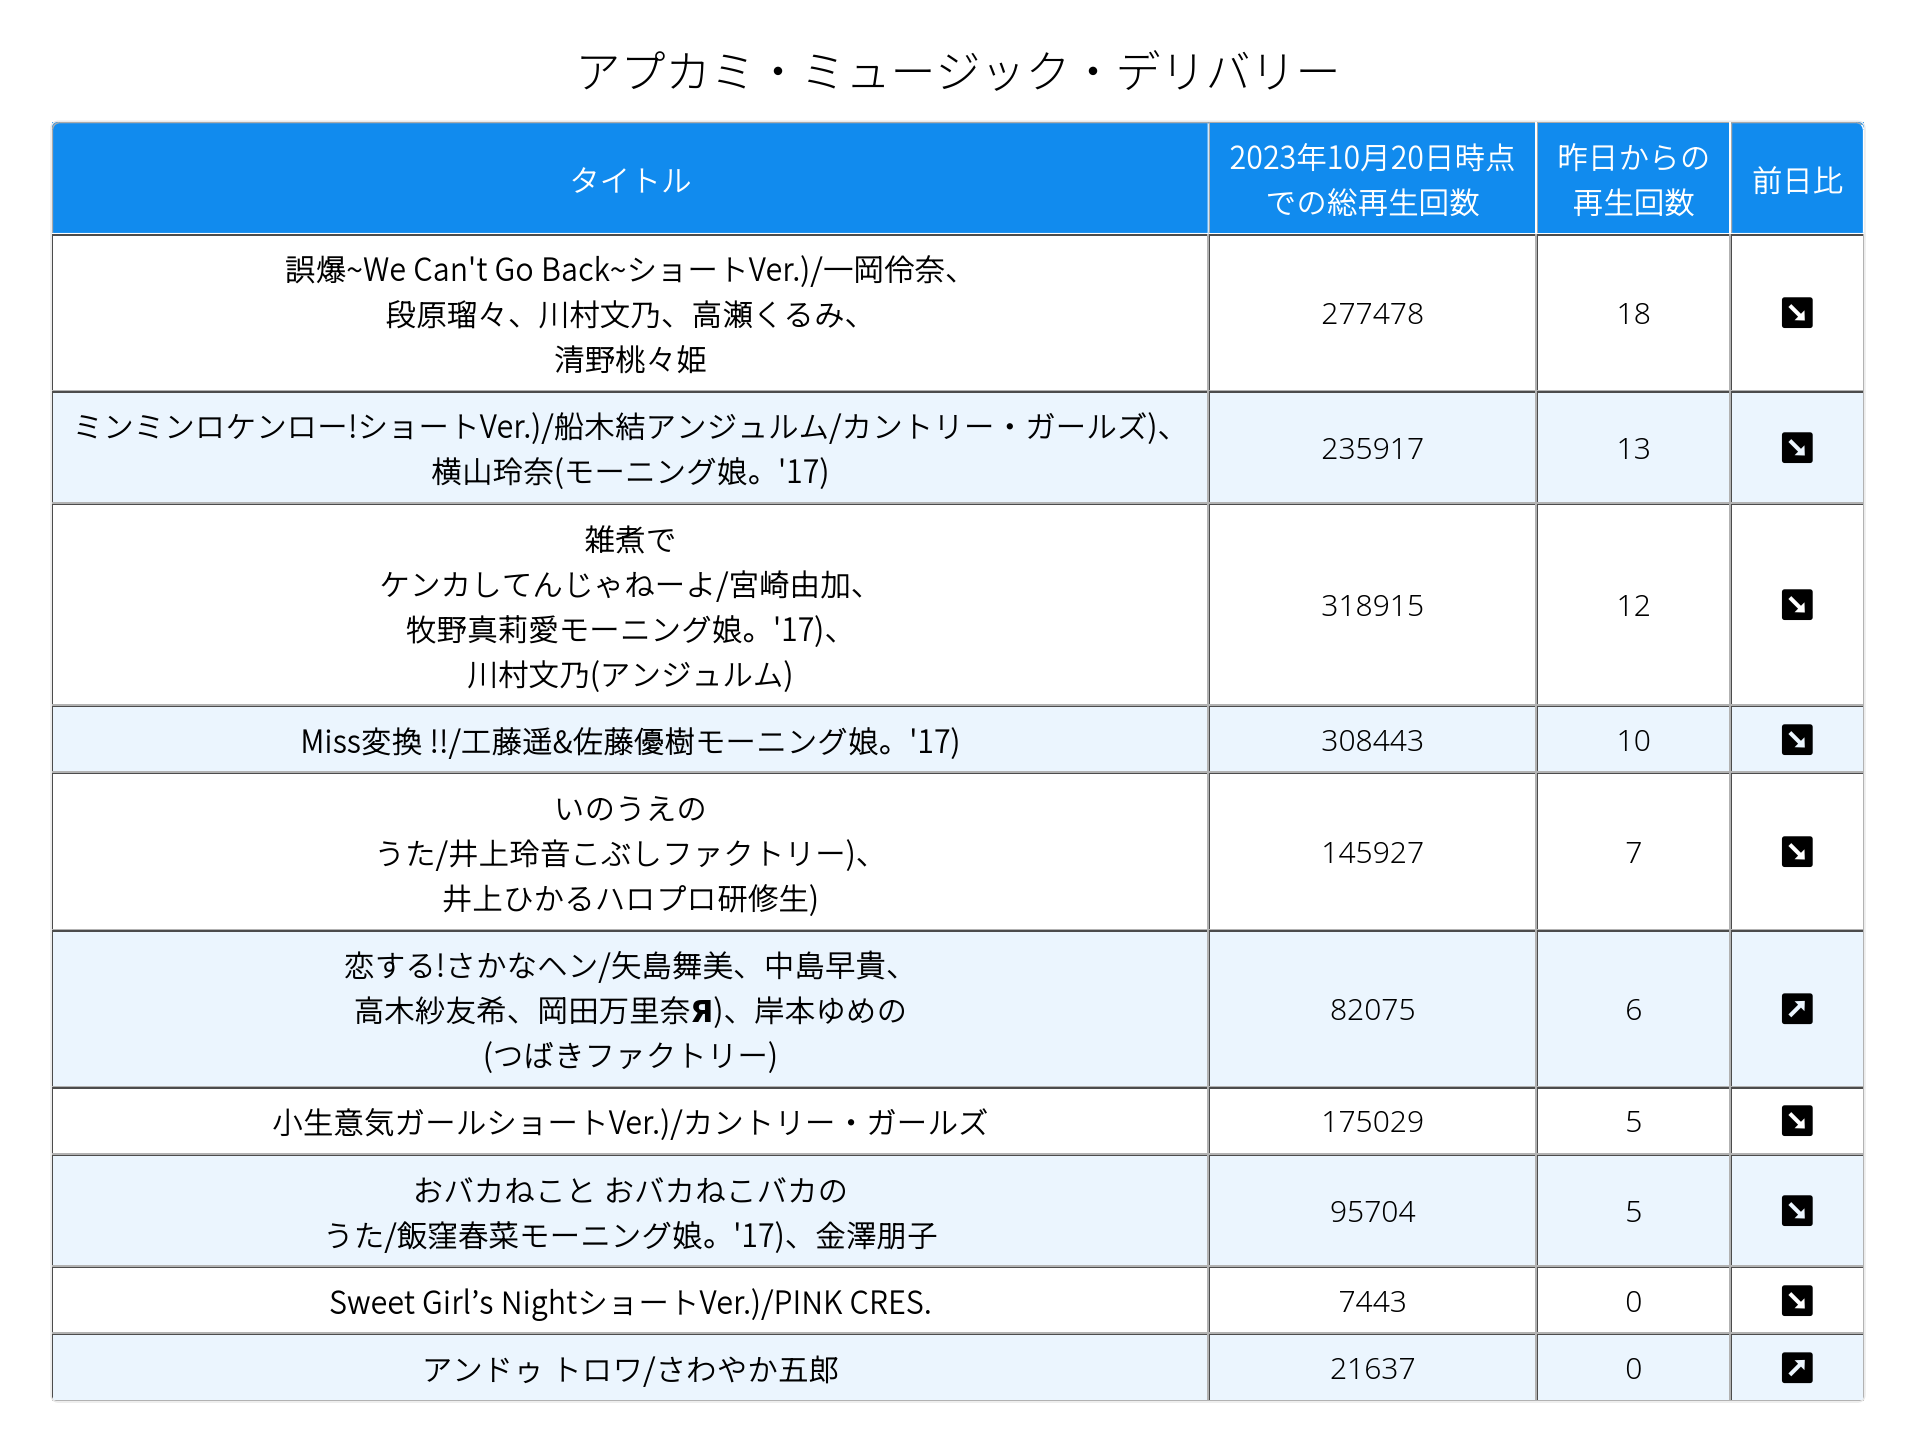 アプカミ・ミュージック・デリバリー
タイトル
2023年10月20日時点
での総再生回数
昨日からの
再生回数
前日比
誤爆~We Can't Go Back~ショートVer.)/一岡伶奈、
段原瑠々、川村文乃、高瀬くるみ、
清野桃々姫
277478
18
↘
ミンミンロケンロー!ショートVer.)/船木結アンジュルム/カントリー・ガールズ)、
横山玲奈(モーニング娘。'17)
235917
13
↘
雑煮で
ケンカしてんじゃねーよ/宮崎由加、
牧野真莉愛モーニング娘。'17)、
川村文乃(アンジュルム)
318915
12
↘
Miss変換 !!/工藤遥&佐藤優樹モーニング娘。'17)
308443
10
↘
いのうえの
うた/井上玲音こぶしファクトリー)、
井上ひかるハロプロ研修生)
145927
7
↘
恋する!さかなヘン/矢島舞美、中島早貴、
高木紗友希、岡田万里奈Я)、岸本ゆめの
(つばきファクトリー)
82075
6
↗
小生意気ガールショートVer.)/カントリー・ガールズ
175029
5
↘
おバカねこと おバカねこバカの
うた/飯窪春菜モーニング娘。'17)、金澤朋子
95704
5
↘
Sweet Girl’s NightショートVer.)/PINK CRES.
7443
0
↘
アンドゥ トロワ/さわやか五郎
21637
0
↗